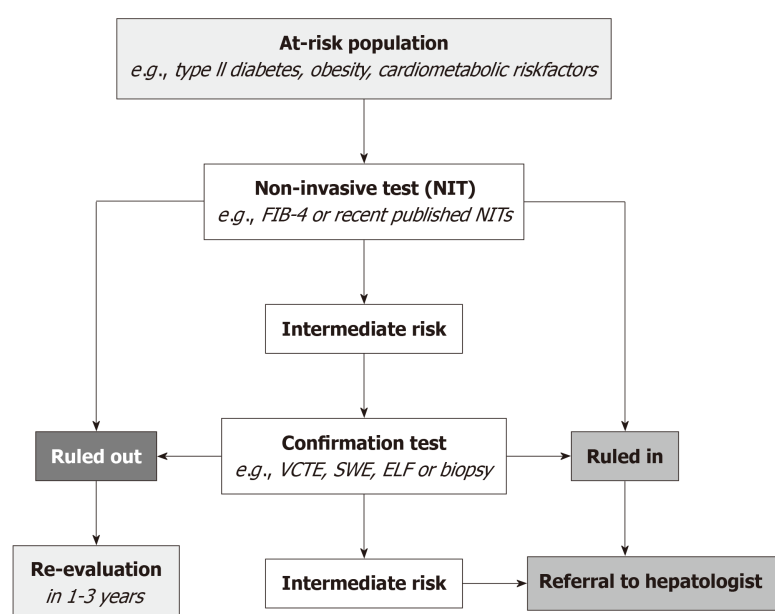 At-risk population
e.g., type II diabetes, obesity, cardiometabolic riskfactors
Non-invasive test (NIT)
e.g., FIB-4 or recent published NITs
Intermediate risk
Ruled out
Confirmation test
e.g., VCTE, SWE, ELF or biopsy
Ruled in
Re-evaluation
in 1-3 years
Intermediate risk
Referral to hepatologist